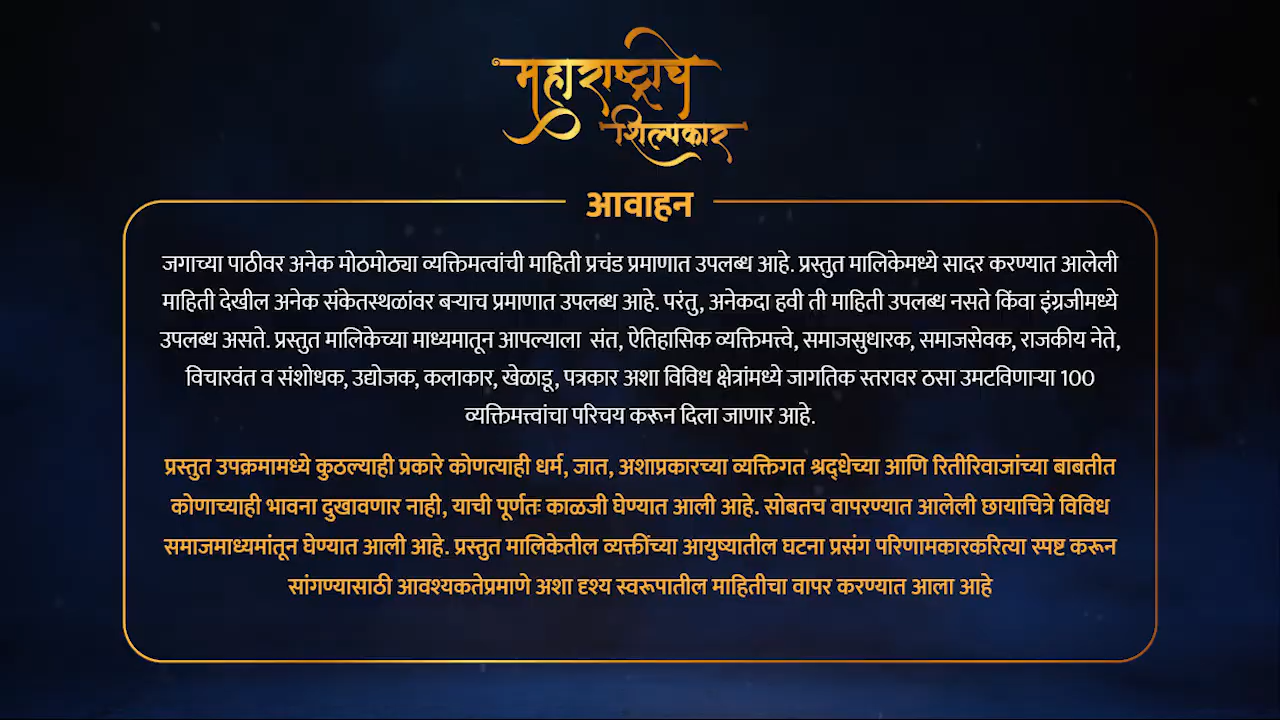 महाराष्ट्राचे
शिल्पकार
आवाहन
जगाच्या पाठीवर अनेक मोठमोठ्या व्यक्तिमत्वांची माहिती प्रचंड प्रमाणात उपलब्ध आहे. प्रस्तुत मालिकेमध्ये सादर करण्यात आलेली
माहिती देखील अनेक संकेतस्थळांवर बऱ्याच प्रमाणात उपलब्ध आहे. परंतु, अनेकदा हवी ती माहिती उपलब्ध नसते किंवा इंग्रजीमध्ये
उपलब्ध असते. प्रस्तुत मालिकेच्या माध्यमातून आपल्याला संत, ऐतिहासिक व्यक्तिमत्त्वे, समाजसुधारक, समाजसेवक, राजकीय नेते,
विचारवंत व संशोधक, उद्योजक, कलाकार, खेळाडू, पत्रकार अशा विविध क्षेत्रांमध्ये जागतिक स्तरावर ठसा उमटविणाऱ्या 100
व्यक्तिमत्त्वांचा परिचय करून दिला जाणार आहे.
प्रस्तुत उपक्रमामध्ये कुठल्याही प्रकारे कोणत्याही धर्म, जात, अशाप्रकारच्या व्यक्तिगत श्रद्धेच्या आणि रितीरिवाजांच्या बाबतीत
कोणाच्याही भावना दुखावणार नाही, याची पूर्णतः काळजी घेण्यात आली आहे. सोबतच वापरण्यात आलेली छायाचित्रे विविध
समाजमाध्यमांतून घेण्यात आली आहे. प्रस्तुत मालिकेतील व्यक्तींच्या आयुष्यातील घटना प्रसंग परिणामकारकरित्या स्पष्ट करून
सांगण्यासाठी आवश्यकतेप्रमाणे अशा दृश्य स्वरूपातील माहितीचा वापर करण्यात आला आहे